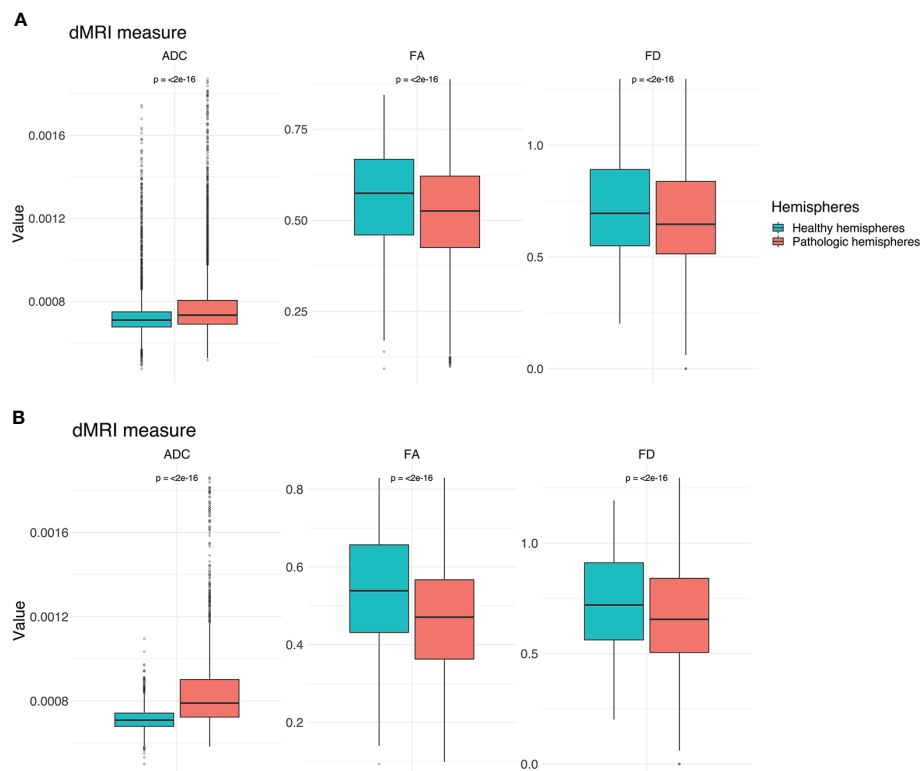 A
dMRI measure
ADC
FA
FD
p = <2e-16
p = <2e-16
p = <2e-16
Value
0.0016
0.0012
0.0008
0.75
0.50
0.25
1.0
0.5
0.0
Hemispheres
Healthy hemispheres
Pathologic hemispheres
B
dMRI measure
ADC
FA
FD
p = <2e-16
p = <2e-16
p = <2e-16
Value
0.0016
0.0012
0.0008
0.8
0.6
0.4
0.2
1.0
0.5
0.0